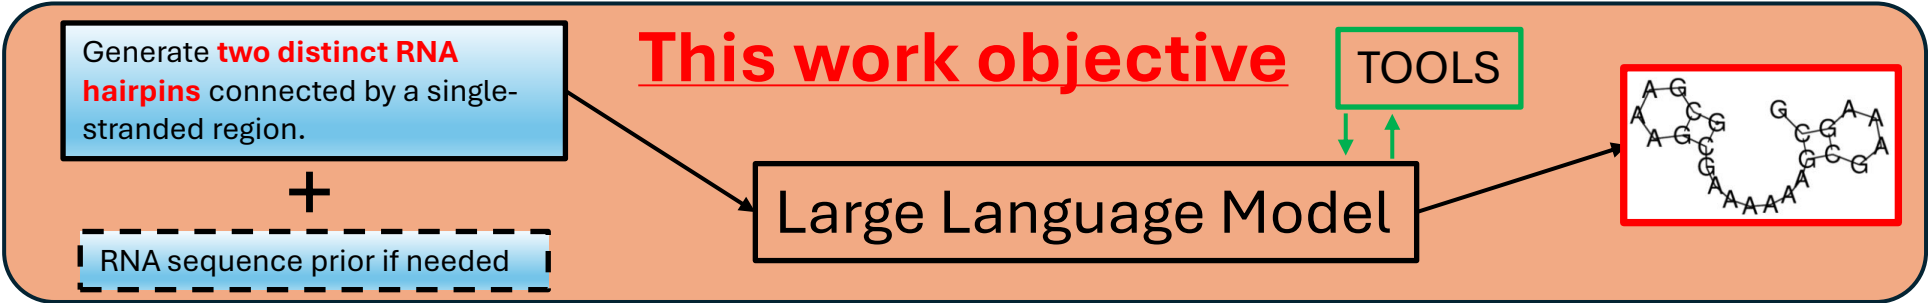 Generate two distinct RNA
hairpins connected by a single-
stranded region.
+
RNA sequence prior if needed
This work objective
TOOLS
Large Language Model